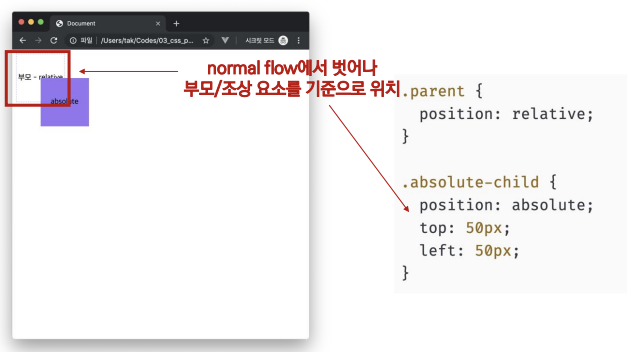 Document
파일 | /Users/tak/Codes/03_css_p... 시크릿 모드
부모 - relative
absolute
normal flow에서 벗어나
부모/조상 요소를 기준으로 위치
.parent {
position: relative;
}
.absolute-child {
position: absolute;
top: 50px;
left: 50px;
}